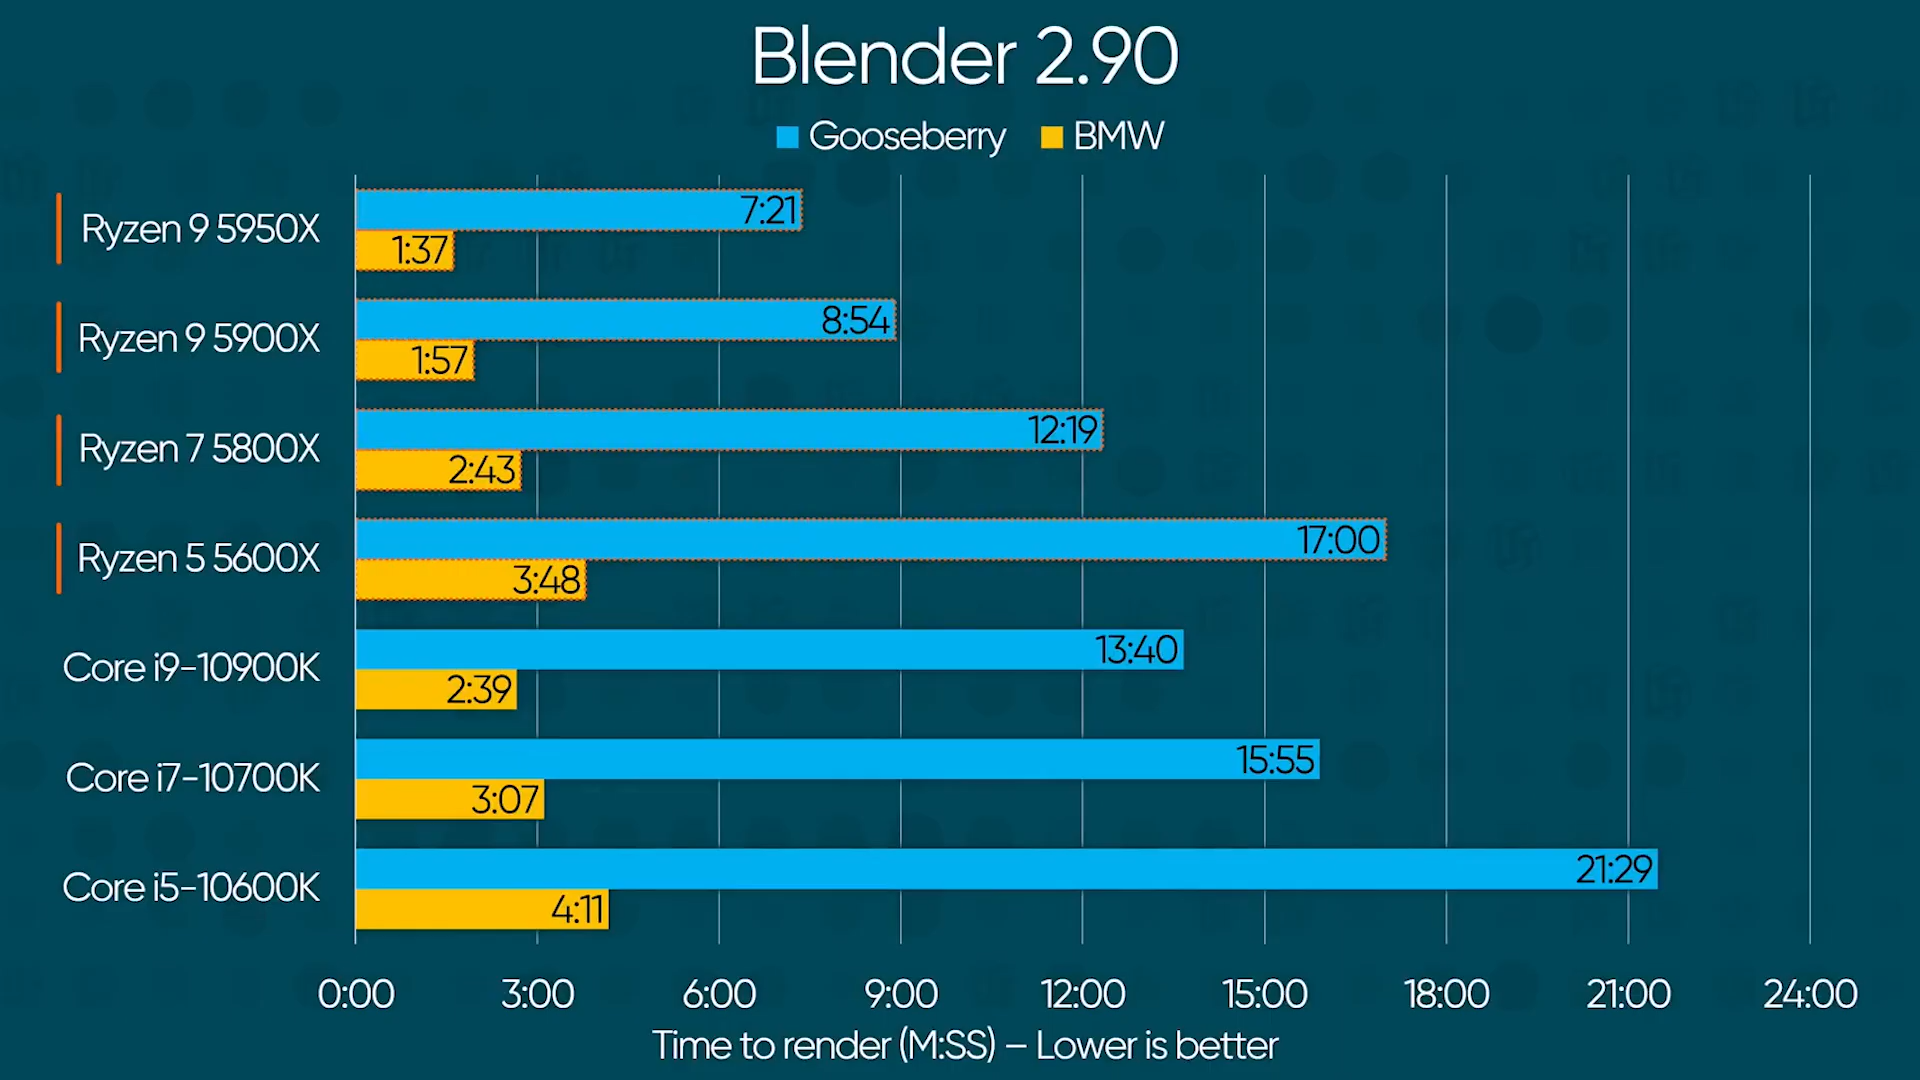 Blender 2.90
Gooseberry BMW
Ryzen 9 5950X 7:21
1:37
Ryzen 9 5900X 8:54
1:57
Ryzen 7 5800X 12:19
2:43
Ryzen 5 5600X 17:00
3:48
Core i9-10900K 13:40
2:39
Core i7-10700K 15:55
3:07
Core i5-10600K 21:29
4:11
0:00 3:00 6:00 9:00 12:00 15:00 18:00 21:00 24:00
Time to render (M:SS) – Lower is better